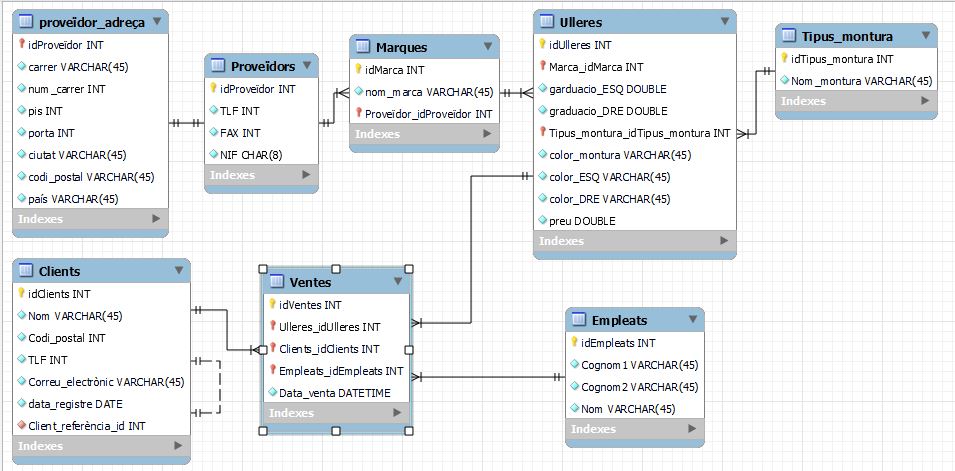 proveïdor_adreça
idProveïdor INT
carrer VARCHAR(45)
num_carrer INT
pis INT
porta INT
ciutat VARCHAR(45)
codi_postal VARCHAR(45)
país VARCHAR(45)
Indexes
Proveïdors
idProveïdor INT
TLF INT
FAX INT
NIF CHAR(8)
Indexes
Marques
idMarca INT
nom_marca VARCHAR(45)
Proveïdor_idProveïdor INT
Indexes
Ulleres
idUlleres INT
Marca_idMarca INT
garduacio_ESQ DOUBLE
graduacio_DRE DOUBLE
Tipus_montura_idTipus_montura INT
color_montura VARCHAR(45)
color_ESQ VARCHAR(45)
color_DRE VARCHAR(45)
preu DOUBLE
Indexes
Tipus_montura
idTipus_montura INT
Nom_montura VARCHAR(45)
Indexes
Clients
idClients INT
Nom VARCHAR(45)
Codi_postal INT
TLF INT
Correu_electrònic VARCHAR(45)
data_registre DATE
Client_referència_id INT
Indexes
Ventes
idVentes INT
Ulleres_idUlleres INT
Clients_idClients INT
Empleats_idEmpleats INT
Data_venta DATETIME
Indexes
Empleats
idEmpleats INT
Cognom1 VARCHAR(45)
Cognom2 VARCHAR(45)
Nom VARCHAR(45)
Indexes